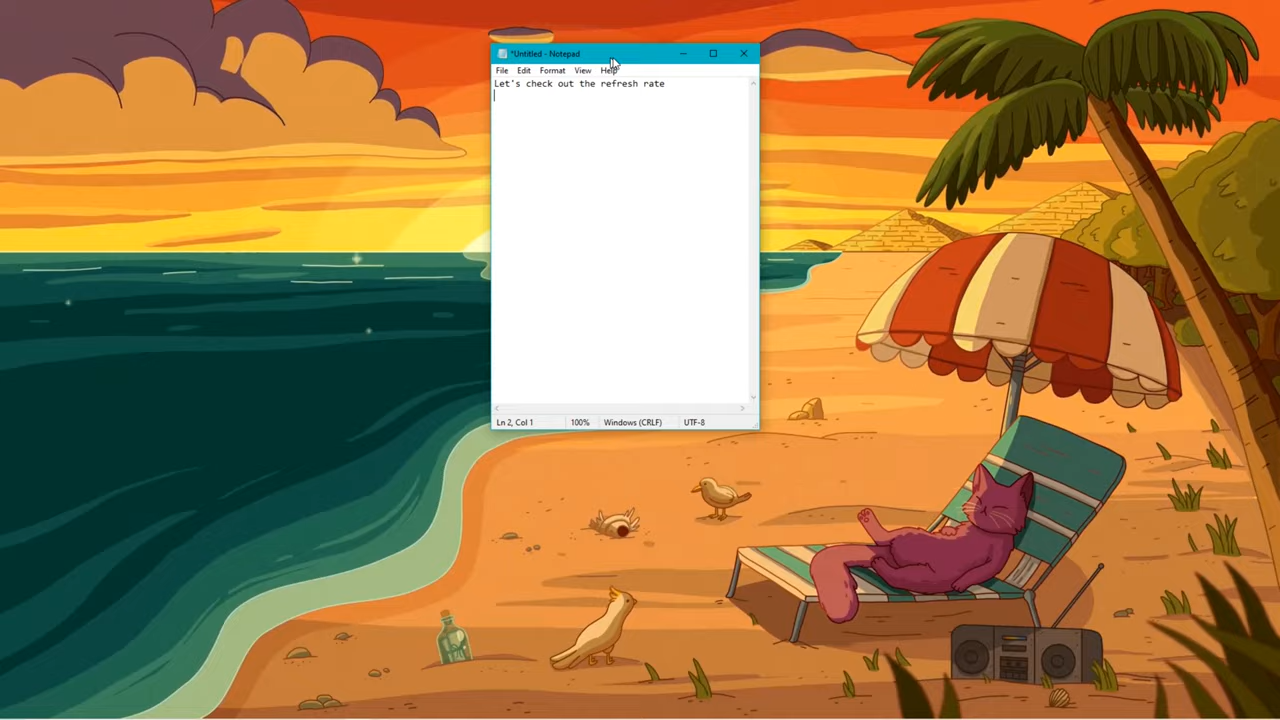 *Untitled - Notepad
File Edit Format View Help
Let's check out the refresh rate
Ln 2, Col 1 100% Windows (CRLF) UTF-8